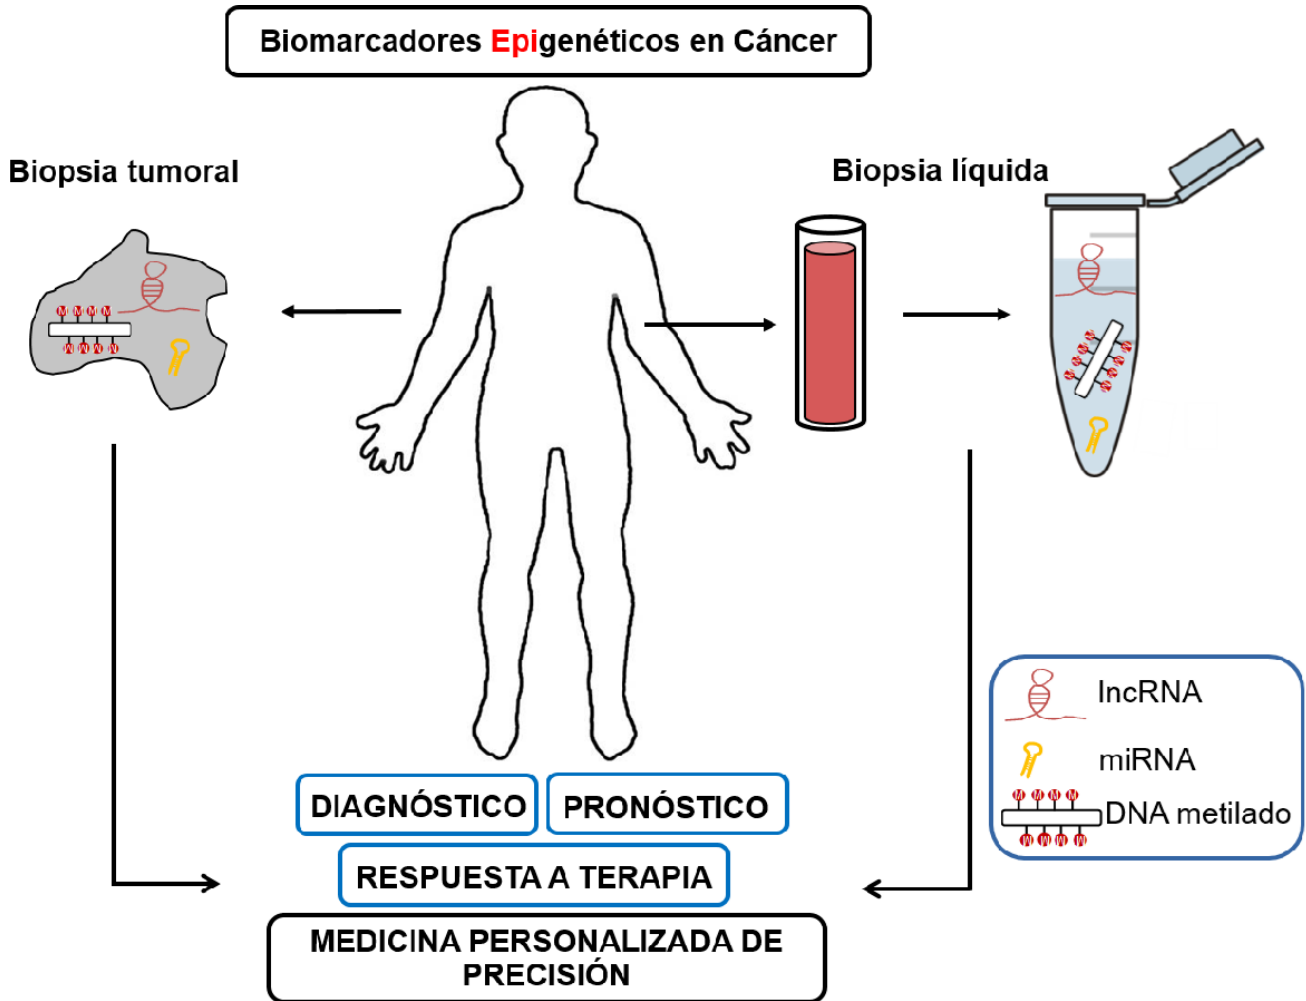 Biomarcadores Epigenéticos en Cáncer
Biopsia tumoral
Biopsia líquida
M M M M
M M M M
M M M M
M M M M
lncRNA
miRNA
M M M M
DNA metilado
M M M M
DIAGNÓSTICO
PRONÓSTICO
RESPUESTA A TERAPIA
MEDICINA PERSONALIZADA DE
PRECISIÓN